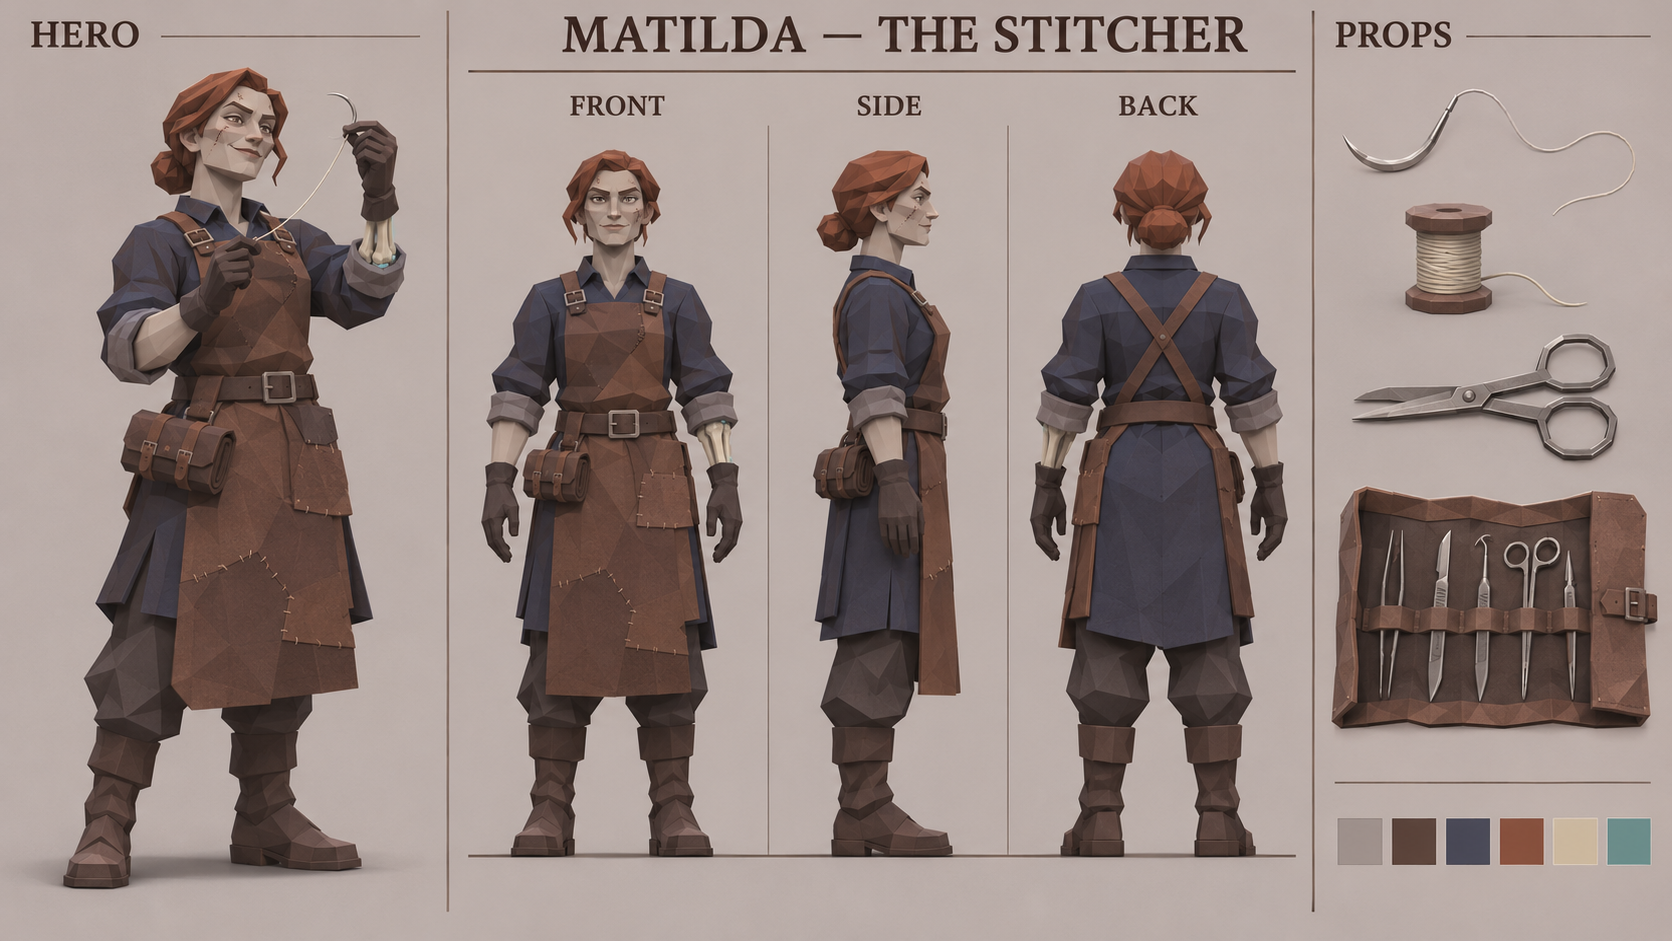 HERO
MATILDA — THE STITCHER
FRONT
SIDE
BACK
PROPS